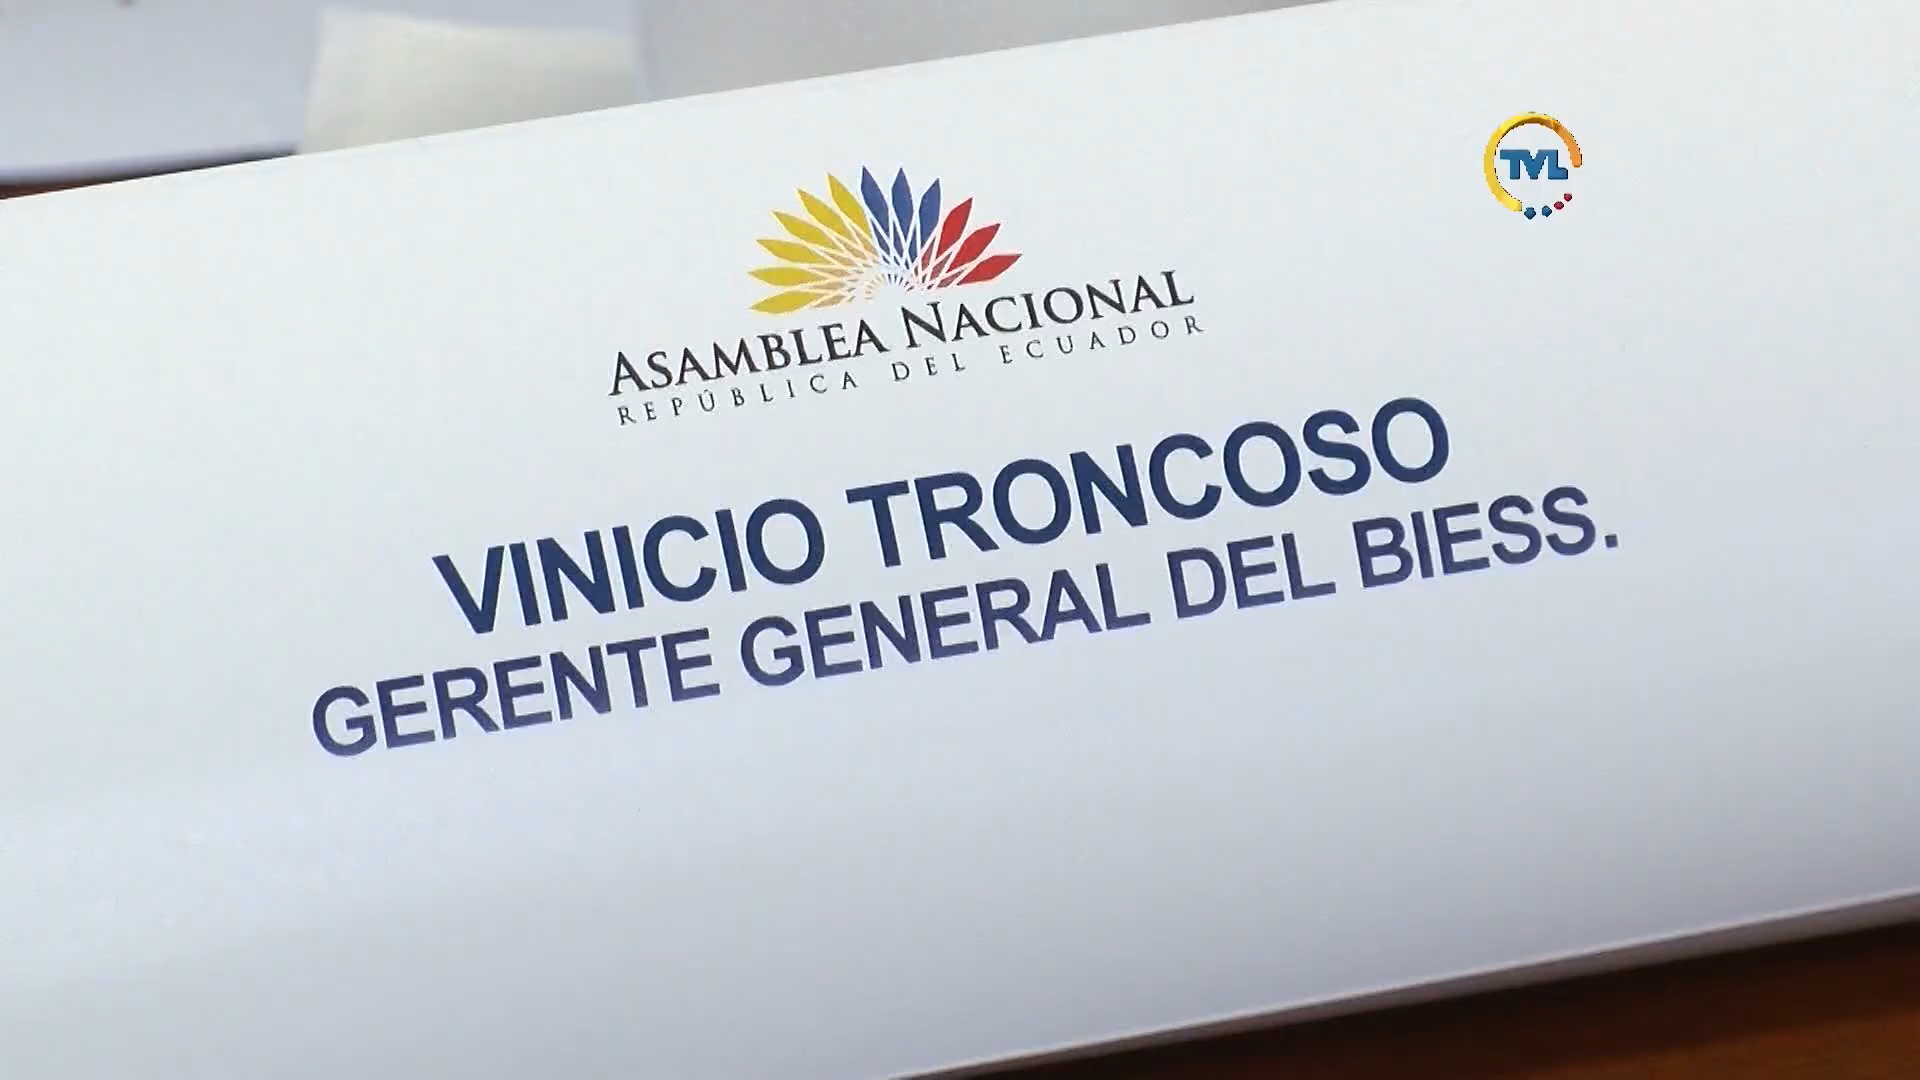 TVL
ASAMBLEA NACIONAL
REPÚBLICA DEL ECUADOR
VINICIO TRONCOSO
GERENTE GENERAL DEL BIESS.